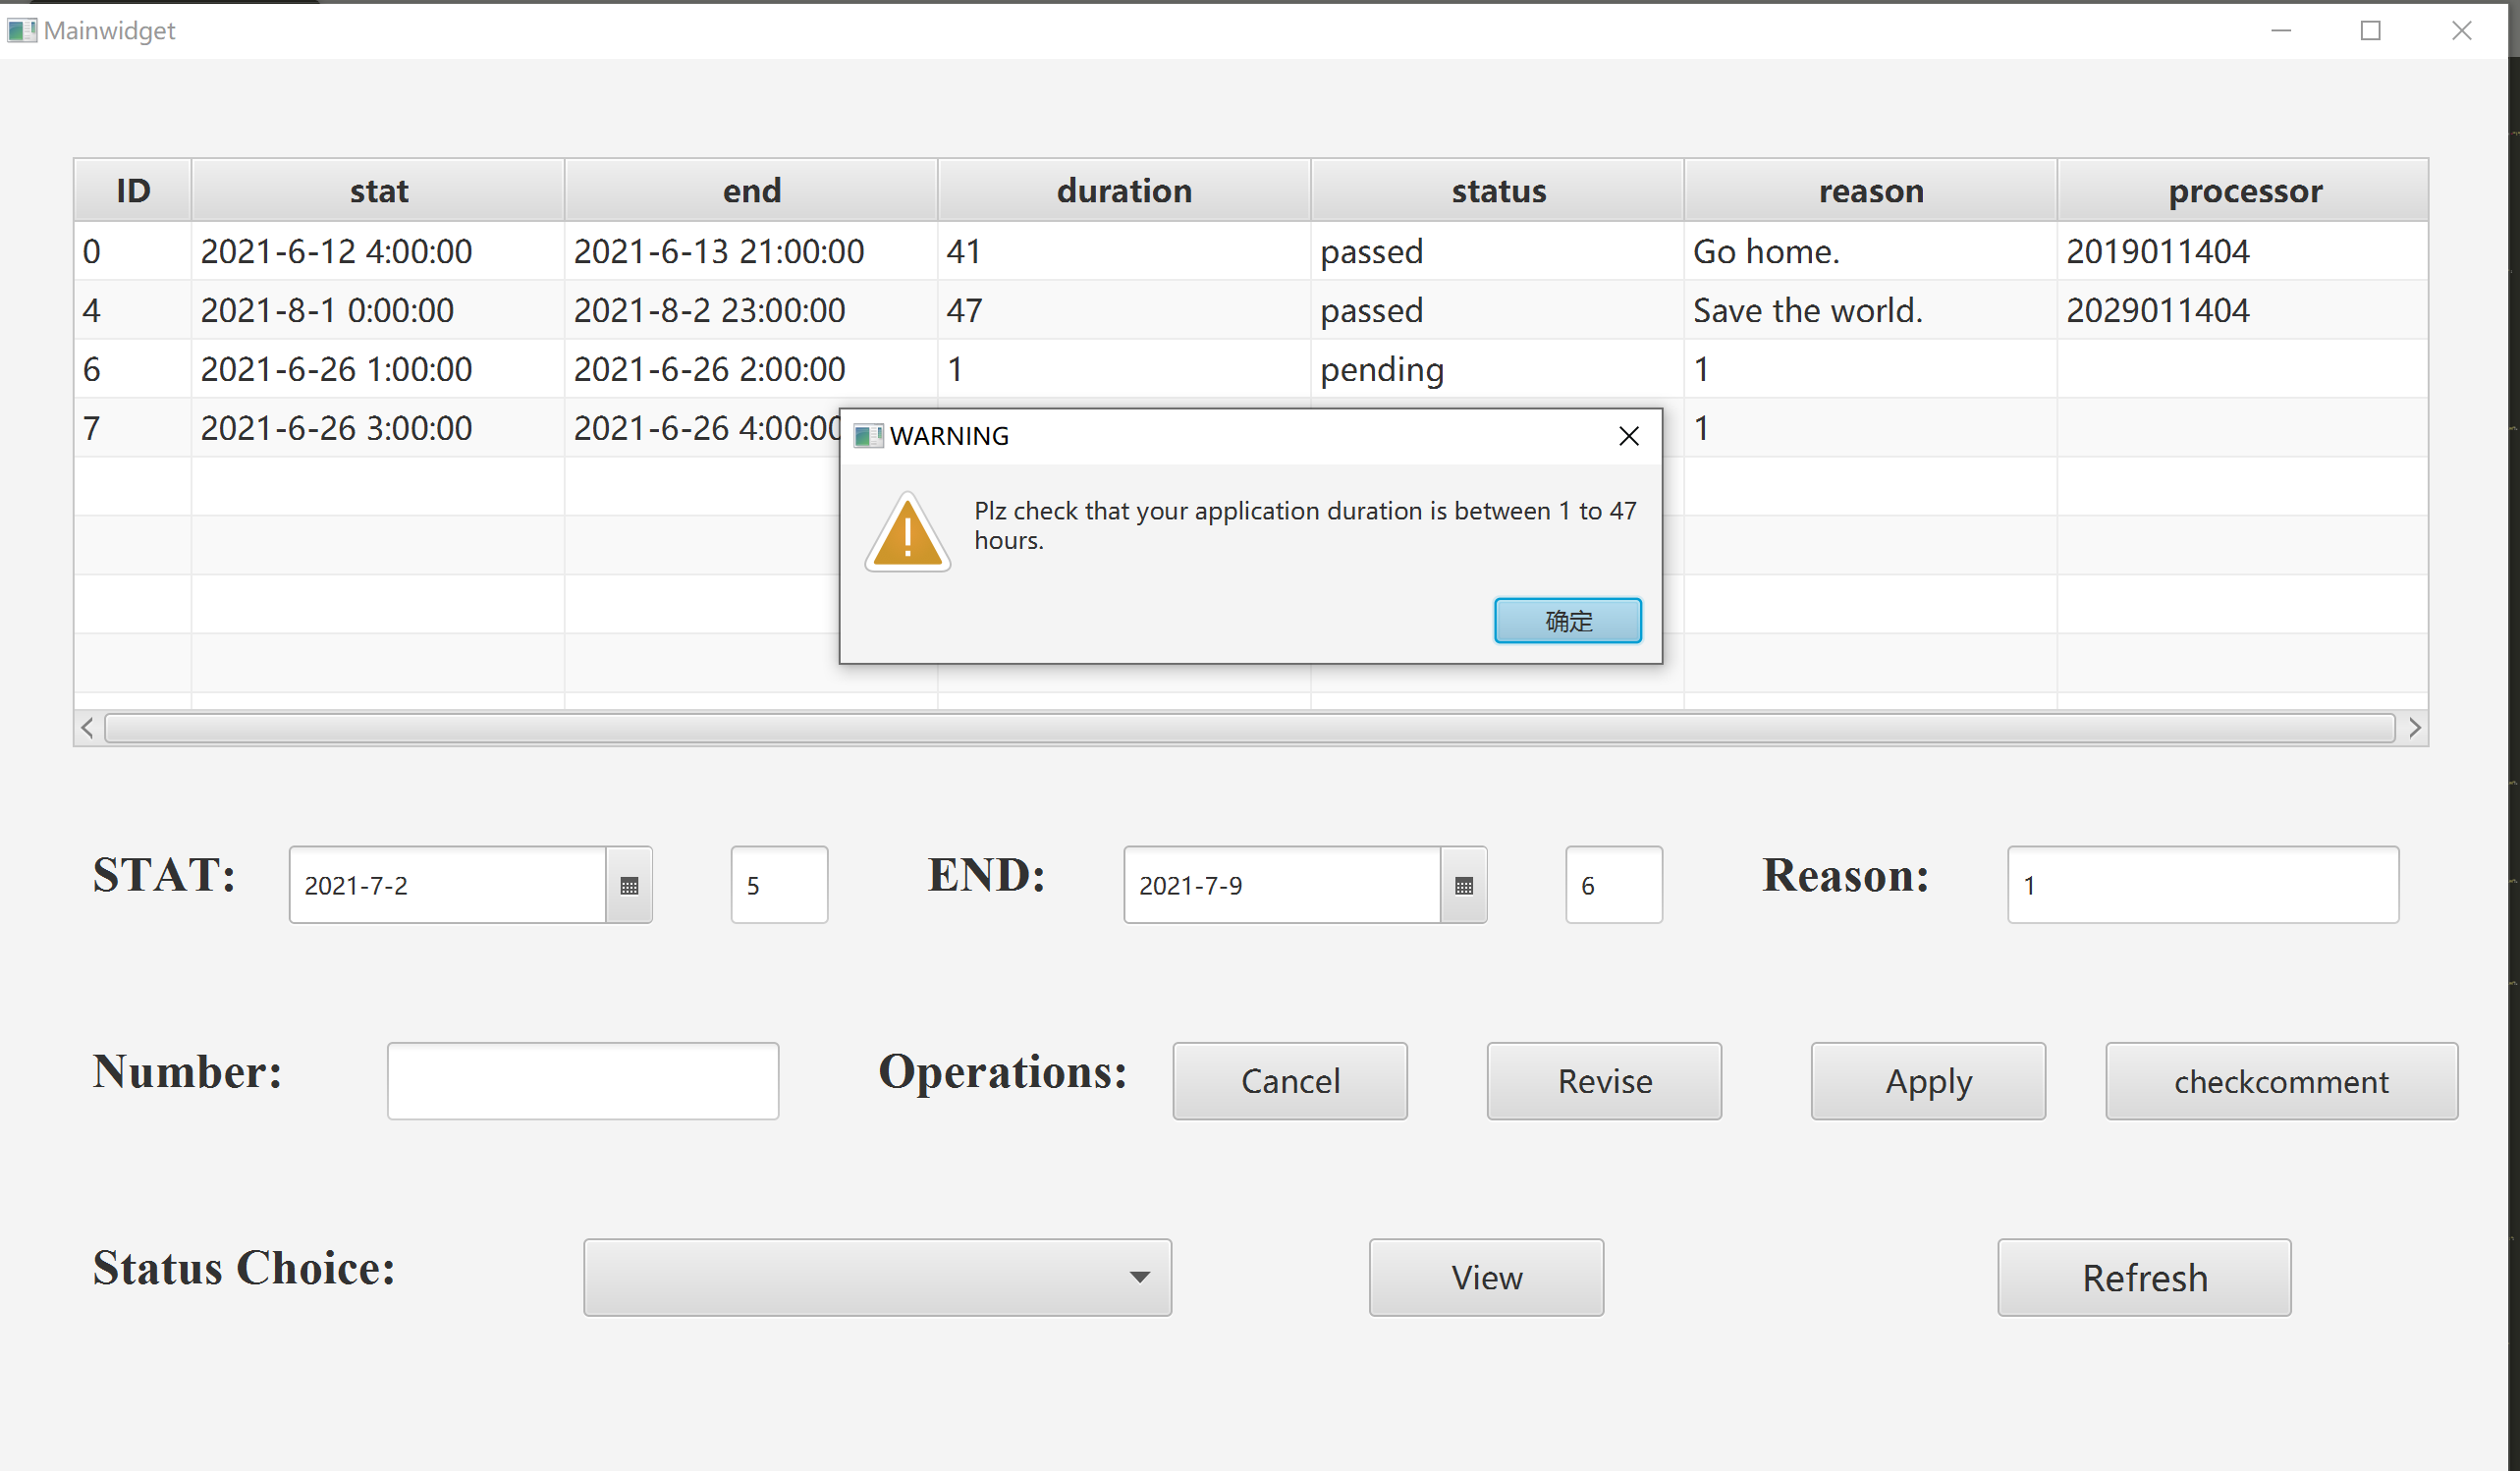 Mainwidget
ID stat end duration status reason processor
0 2021-6-12 4:00:00 2021-6-13 21:00:00 41 passed Go home. 2019011404
4 2021-8-1 0:00:00 2021-8-2 23:00:00 47 passed Save the world. 2029011404
6 2021-6-26 1:00:00 2021-6-26 2:00:00 1 pending 1
7 2021-6-26 3:00:00 2021-6-26 4:00:00 1
WARNING
Plz check that your application duration is between 1 to 47
hours.
确定
STAT: 2021-7-2 5 END: 2021-7-9 6 Reason: 1
Number: Operations: Cancel Revise Apply checkcomment
Status Choice: View Refresh